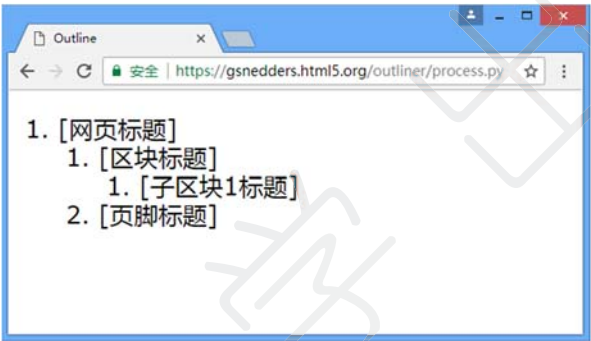 Outline
安全 | https://gsnedders.html5.org/outliner/process.py
1. [网页标题]
1. [区块标题]
1. [子区块1标题]
2. [页脚标题]